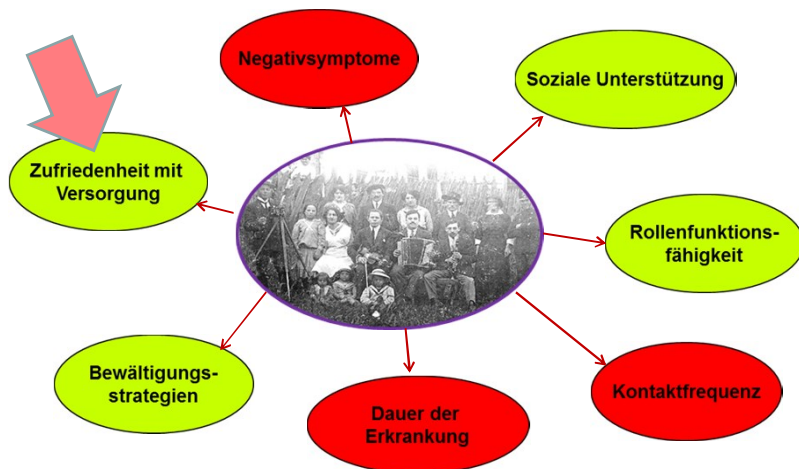 Negativsymptome
Soziale Unterstützung
Zufriedenheit mit
Versorgung
Rollenfunktions-
fähigkeit
Bewältigungs-
strategien
Dauer der
Erkrankung
Kontaktfrequenz